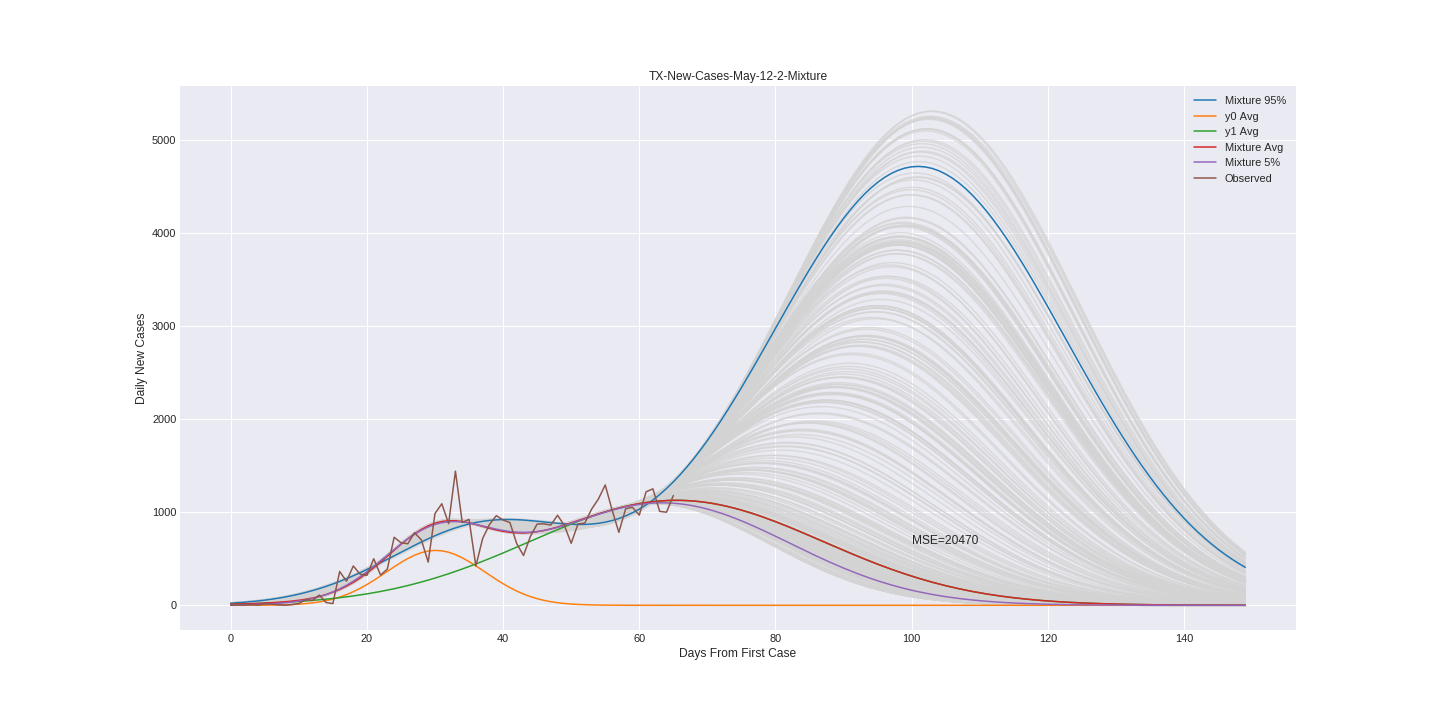 TX-New-Cases-May-12-2-Mixture
Mixture 95%
y0 Avg
y1 Avg
Mixture Avg
Mixture 5%
Observed
Daily New Cases
5000
4000
3000
2000
1000
0
MSE=20470
0 20 40 60 80 100 120 140
Days From First Case